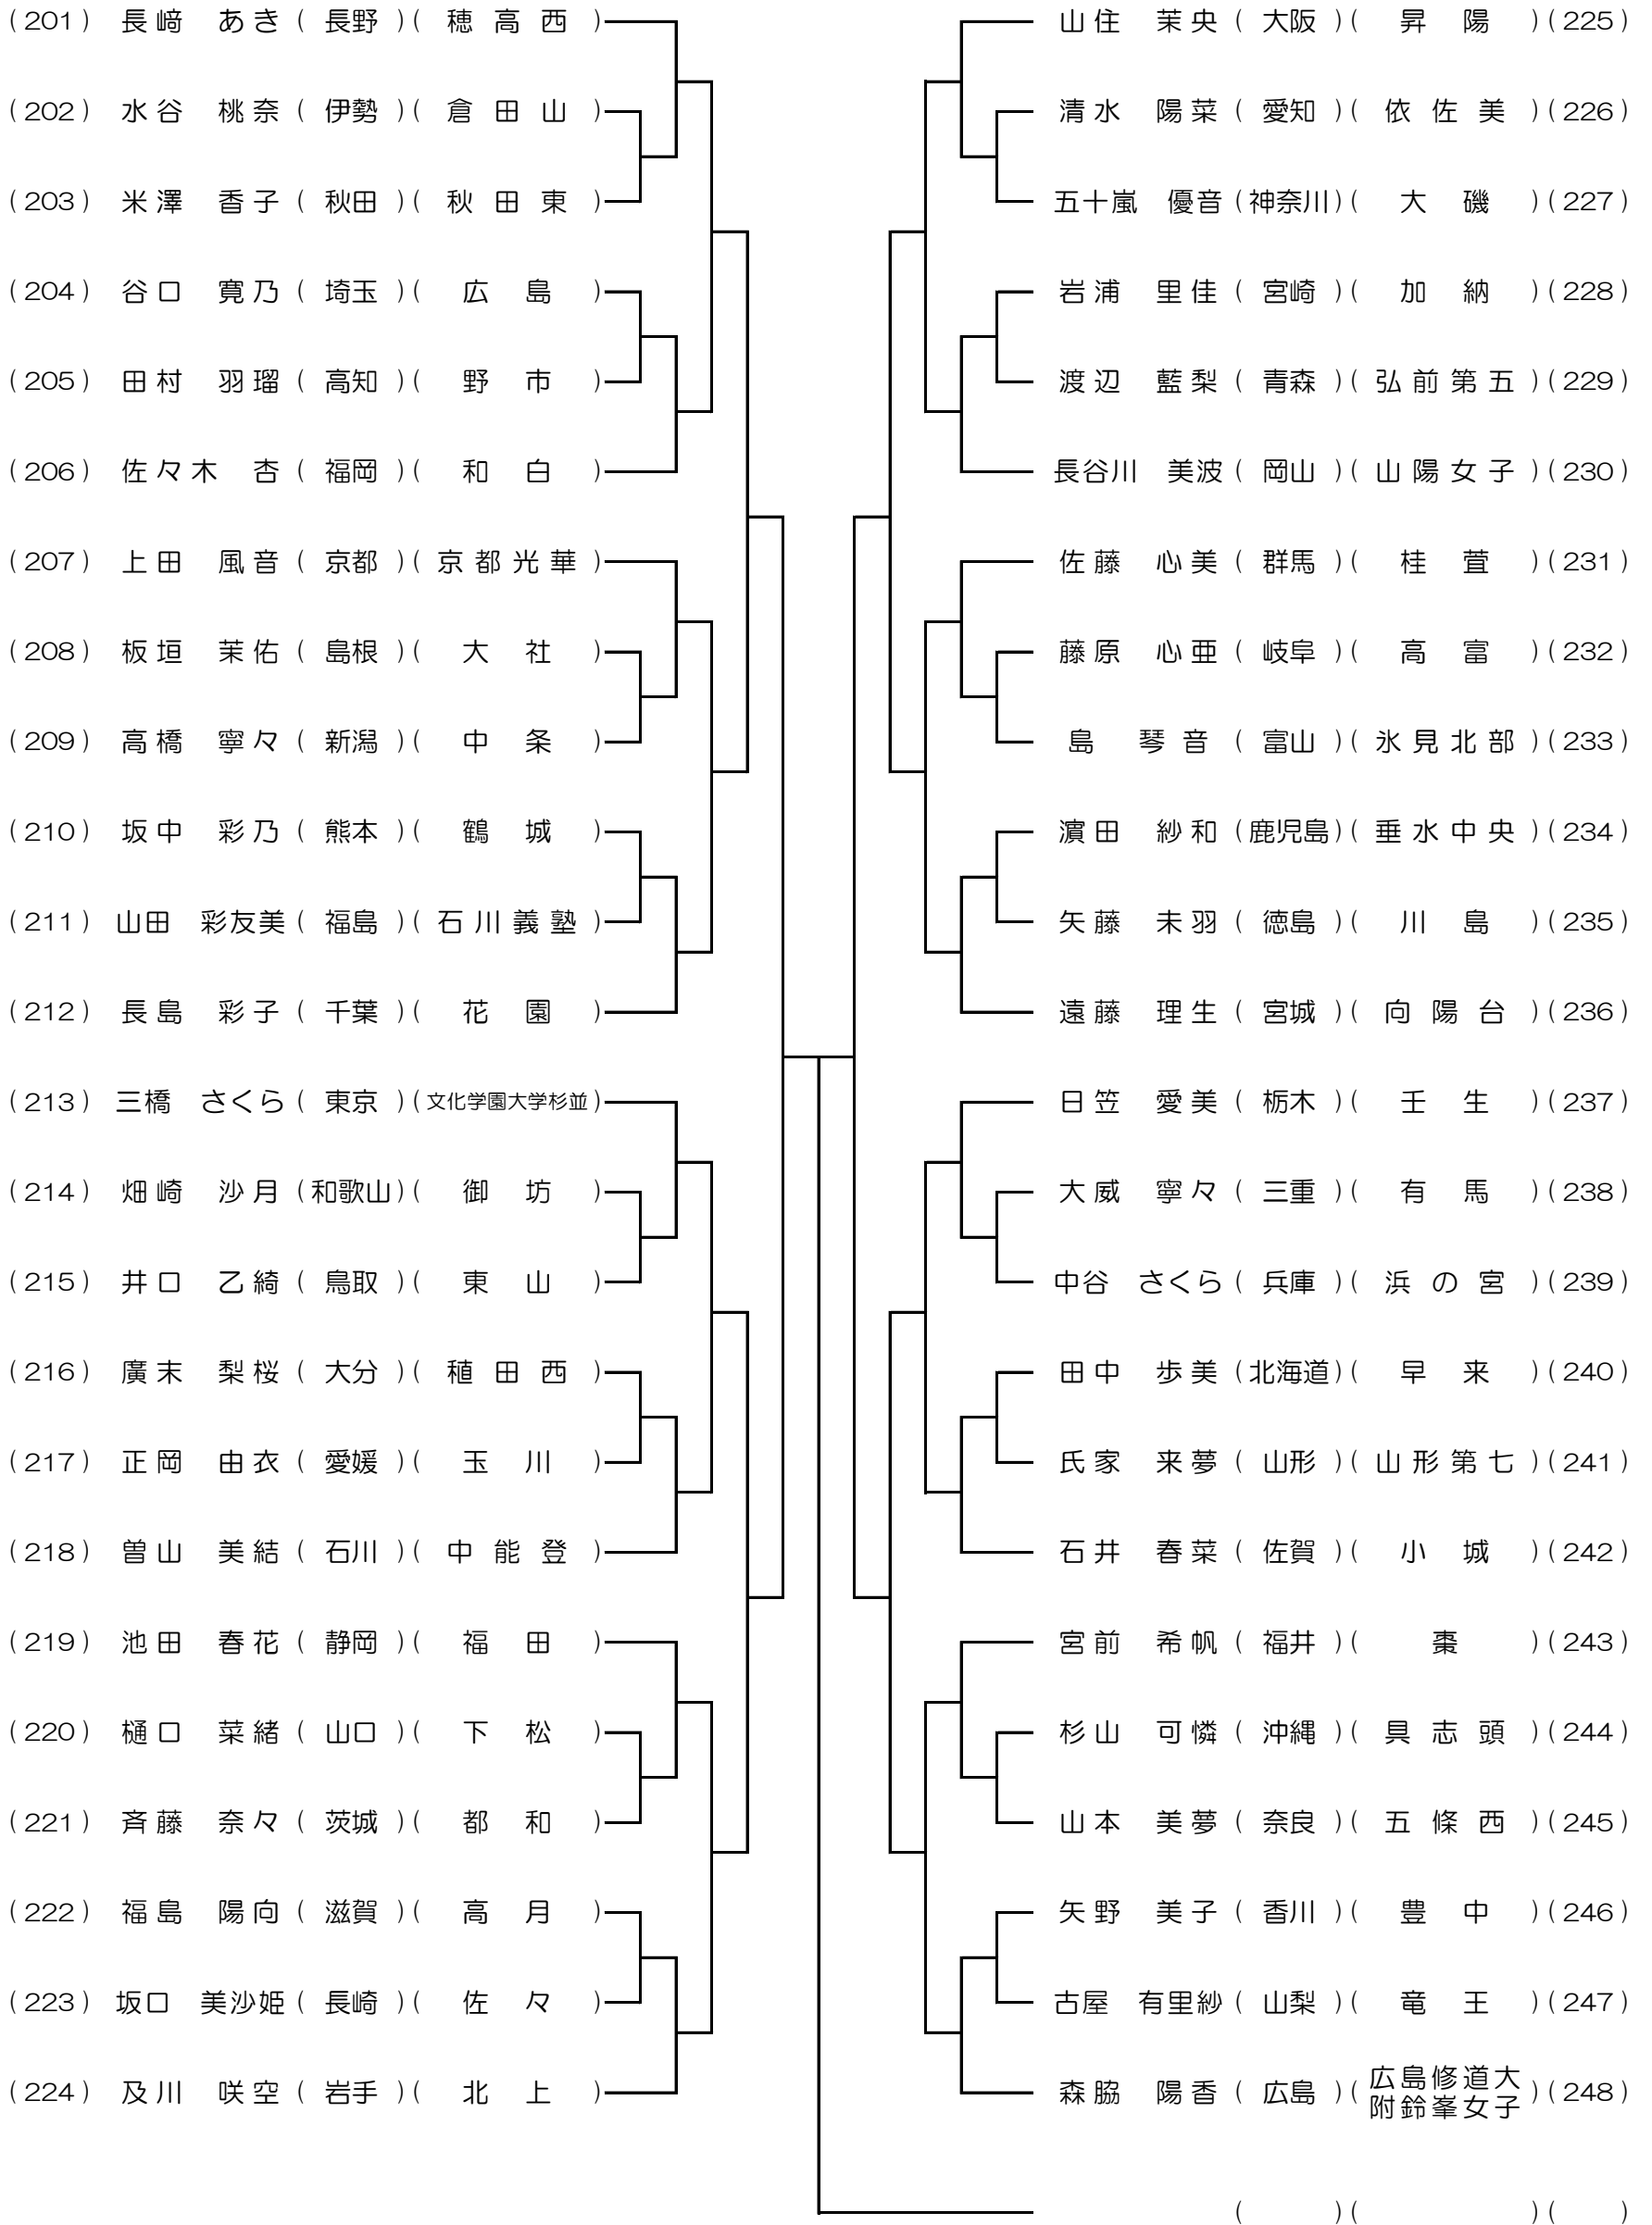 (201) 長﨑 あき ( 長野 )( 穂高西 )
(202) 水谷 桃奈 ( 伊勢 )( 倉田山 )
(203) 米澤 香子 ( 秋田 )( 秋田東 )
(204) 谷口 寛乃 ( 埼玉 )( 広島 )
(205) 田村 羽瑠 ( 高知 )( 野市 )
(206) 佐々木 杏 ( 福岡 )( 和白 )
(207) 上田 風音 ( 京都 )( 京都光華 )
(208) 板垣 茉佑 ( 島根 )( 大社 )
(209) 高橋 寧々 ( 新潟 )( 中条 )
(210) 坂中 彩乃 ( 熊本 )( 鶴城 )
(211) 山田 彩友美 ( 福島 )( 石川義塾 )
(212) 長島 彩子 ( 千葉 )( 花園 )
(213) 三橋 さくら ( 東京 )( 文化学園大学杉並 )
(214) 畑崎 沙月 (和歌山)( 御坊 )
(215) 井口 乙綺 ( 鳥取 )( 東山 )
(216) 廣末 梨桜 ( 大分 )( 稙田西 )
(217) 正岡 由衣 ( 愛媛 )( 玉川 )
(218) 曽山 美結 ( 石川 )( 中能登 )
(219) 池田 春花 ( 静岡 )( 福田 )
(220) 樋口 菜緒 ( 山口 )( 下松 )
(221) 斉藤 奈々 ( 茨城 )( 都和 )
(222) 福島 陽向 ( 滋賀 )( 高月 )
(223) 坂口 美沙姫 ( 長崎 )( 佐々 )
(224) 及川 咲空 ( 岩手 )( 北上 )
山住 茉央 ( 大阪 )( 昇陽 )(225)
清水 陽菜 ( 愛知 )( 依佐美 )(226)
五十嵐 優音 (神奈川)( 大磯 )(227)
岩浦 里佳 ( 宮崎 )( 加納 )(228)
渡辺 藍梨 ( 青森 )( 弘前第五 )(229)
長谷川 美波 ( 岡山 )( 山陽女子 )(230)
佐藤 心美 ( 群馬 )( 桂萱 )(231)
藤原 心亜 ( 岐阜 )( 高富 )(232)
島 琴音 ( 富山 )( 氷見北部 )(233)
濵田 紗和 (鹿児島)( 垂水中央 )(234)
矢藤 未羽 ( 徳島 )( 川島 )(235)
遠藤 理生 ( 宮城 )( 向陽台 )(236)
日笠 愛美 ( 栃木 )( 壬生 )(237)
大威 寧々 ( 三重 )( 有馬 )(238)
中谷 さくら ( 兵庫 )( 浜の宮 )(239)
田中 歩美 (北海道)( 早来 )(240)
氏家 来夢 ( 山形 )( 山形第七 )(241)
石井 春菜 ( 佐賀 )( 小城 )(242)
宮前 希帆 ( 福井 )( 棗 )(243)
杉山 可憐 ( 沖縄 )( 具志頭 )(244)
山本 美夢 ( 奈良 )( 五條西 )(245)
矢野 美子 ( 香川 )( 豊中 )(246)
古屋 有里紗 ( 山梨 )( 竜王 )(247)
森脇 陽香 ( 広島 )( 広島修道大
附鈴峯女子 )(248)
( )( )( )